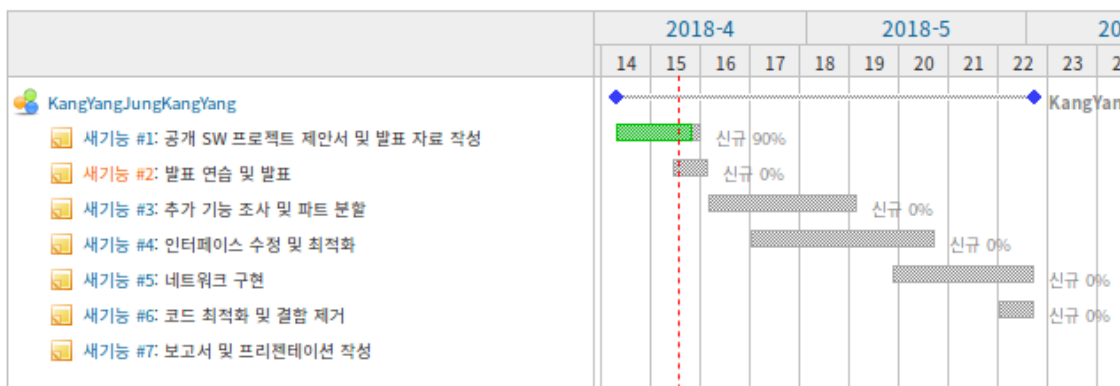 2018-4 2018-5 20
14 15 16 17 18 19 20 21 22 23 2
KangYangJungKangYang KangYan
새기능 #1: 공개 SW 프로젝트 제안서 및 발표 자료 작성 신규 90%
새기능 #2: 발표 연습 및 발표 신규 0%
새기능 #3: 추가 기능 조사 및 파트 분할 신규 0%
새기능 #4: 인터페이스 수정 및 최적화 신규 0%
새기능 #5: 네트워크 구현 신규 0%
새기능 #6: 코드 최적화 및 결함 제거 신규 0%
새기능 #7: 보고서 및 프리젠테이션 작성